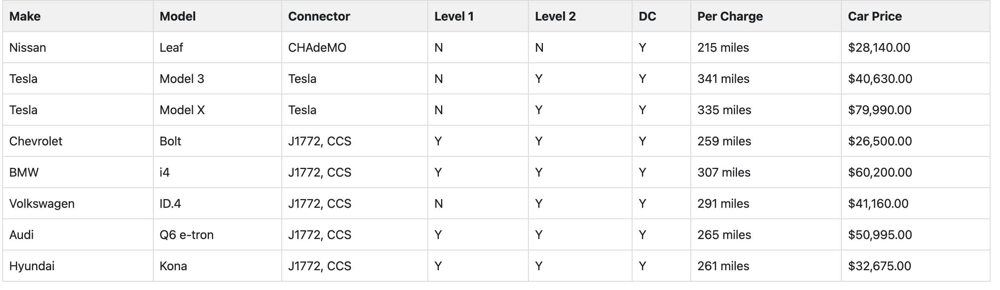 Make Model Connector Level 1 Level 2 DC Per Charge Car Price
Nissan Leaf CHAdeMO N N Y 215 miles $28,140.00
Tesla Model 3 Tesla N Y Y 341 miles $40,630.00
Tesla Model X Tesla N Y Y 335 miles $79,990.00
Chevrolet Bolt J1772, CCS Y Y Y 259 miles $26,500.00
BMW i4 J1772, CCS Y Y Y 307 miles $60,200.00
Volkswagen ID.4 J1772, CCS N Y Y 291 miles $41,160.00
Audi Q6 e-tron J1772, CCS Y Y Y 265 miles $50,995.00
Hyundai Kona J1772, CCS Y Y Y 261 miles $32,675.00